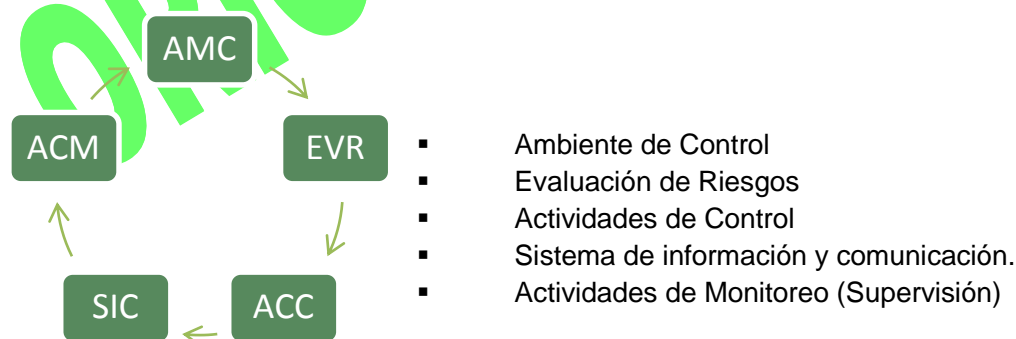 AMC
ACM
EVR
SIC
ACC
▪ Ambiente de Control
▪ Evaluación de Riesgos
▪ Actividades de Control
▪ Sistema de información y comunicación.
▪ Actividades de Monitoreo (Supervisión)